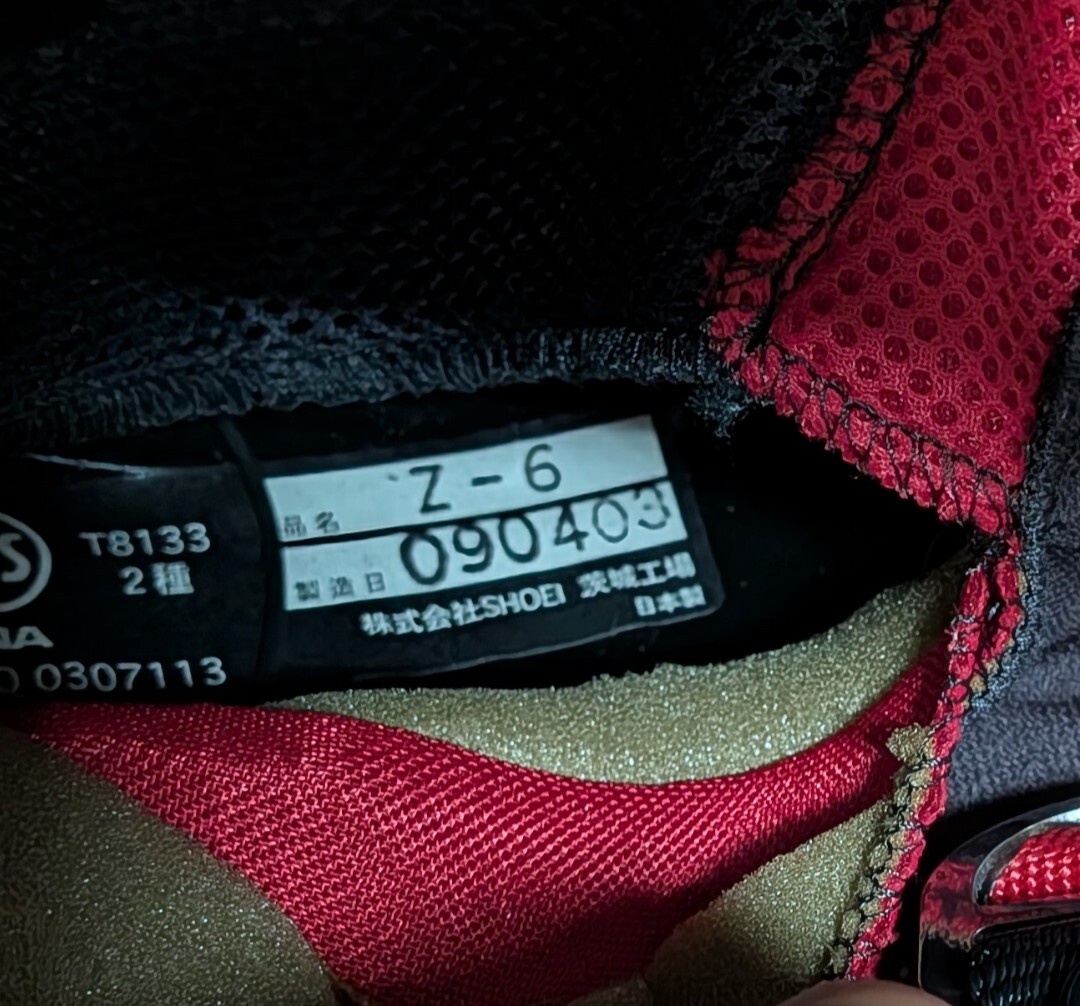 S
T8133
2種
NA
0307113
品名 Z-6
製造日 090403
株式会社SHOEI 茨城工場
日本製